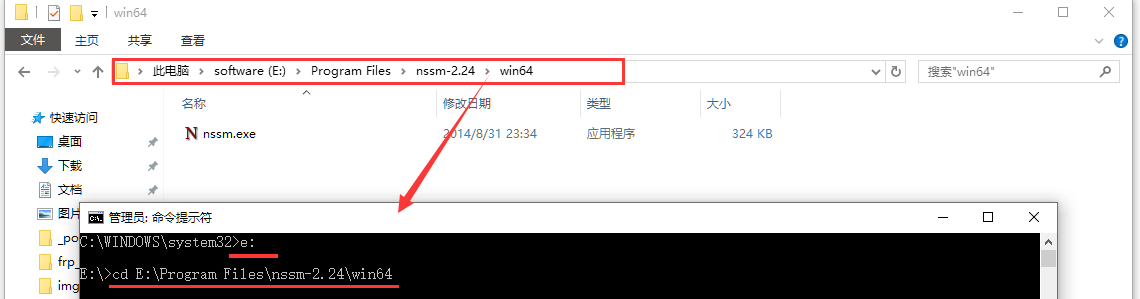 win64
文件 主页 共享 查看
此电脑 software (E:) Program Files nssm-2.24 win64 搜索"win64"
名称 修改日期 类型 大小
快速访问
nssm.exe 2014/8/31 23:34 应用程序 324 KB
桌面
下载
文档
图片
管理员: 命令提示符
_po
C:\WINDOWS\system32>e:
frp_
E:\>cd E:\Program Files\nssm-2.24\win64
img